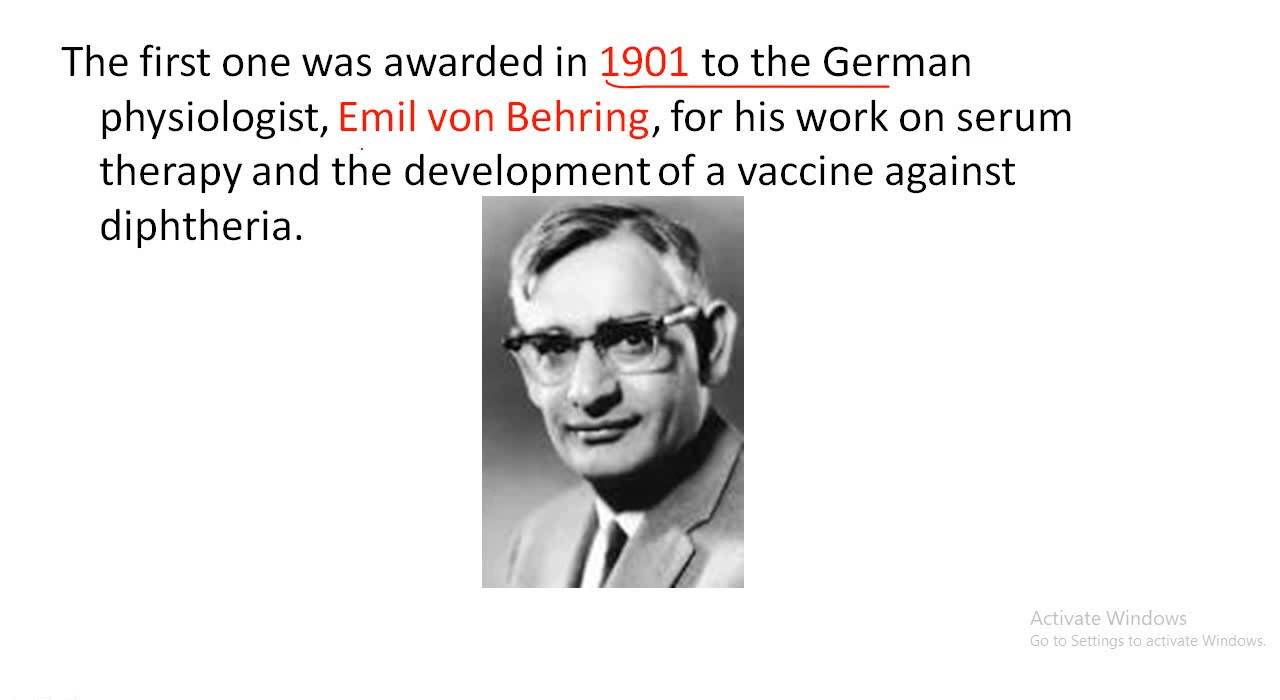 The first one was awarded in 1901 to the German
physiologist, Emil von Behring, for his work on serum
therapy and the development of a vaccine against
diphtheria.
Activate Windows
Go to Settings to activate Windows.